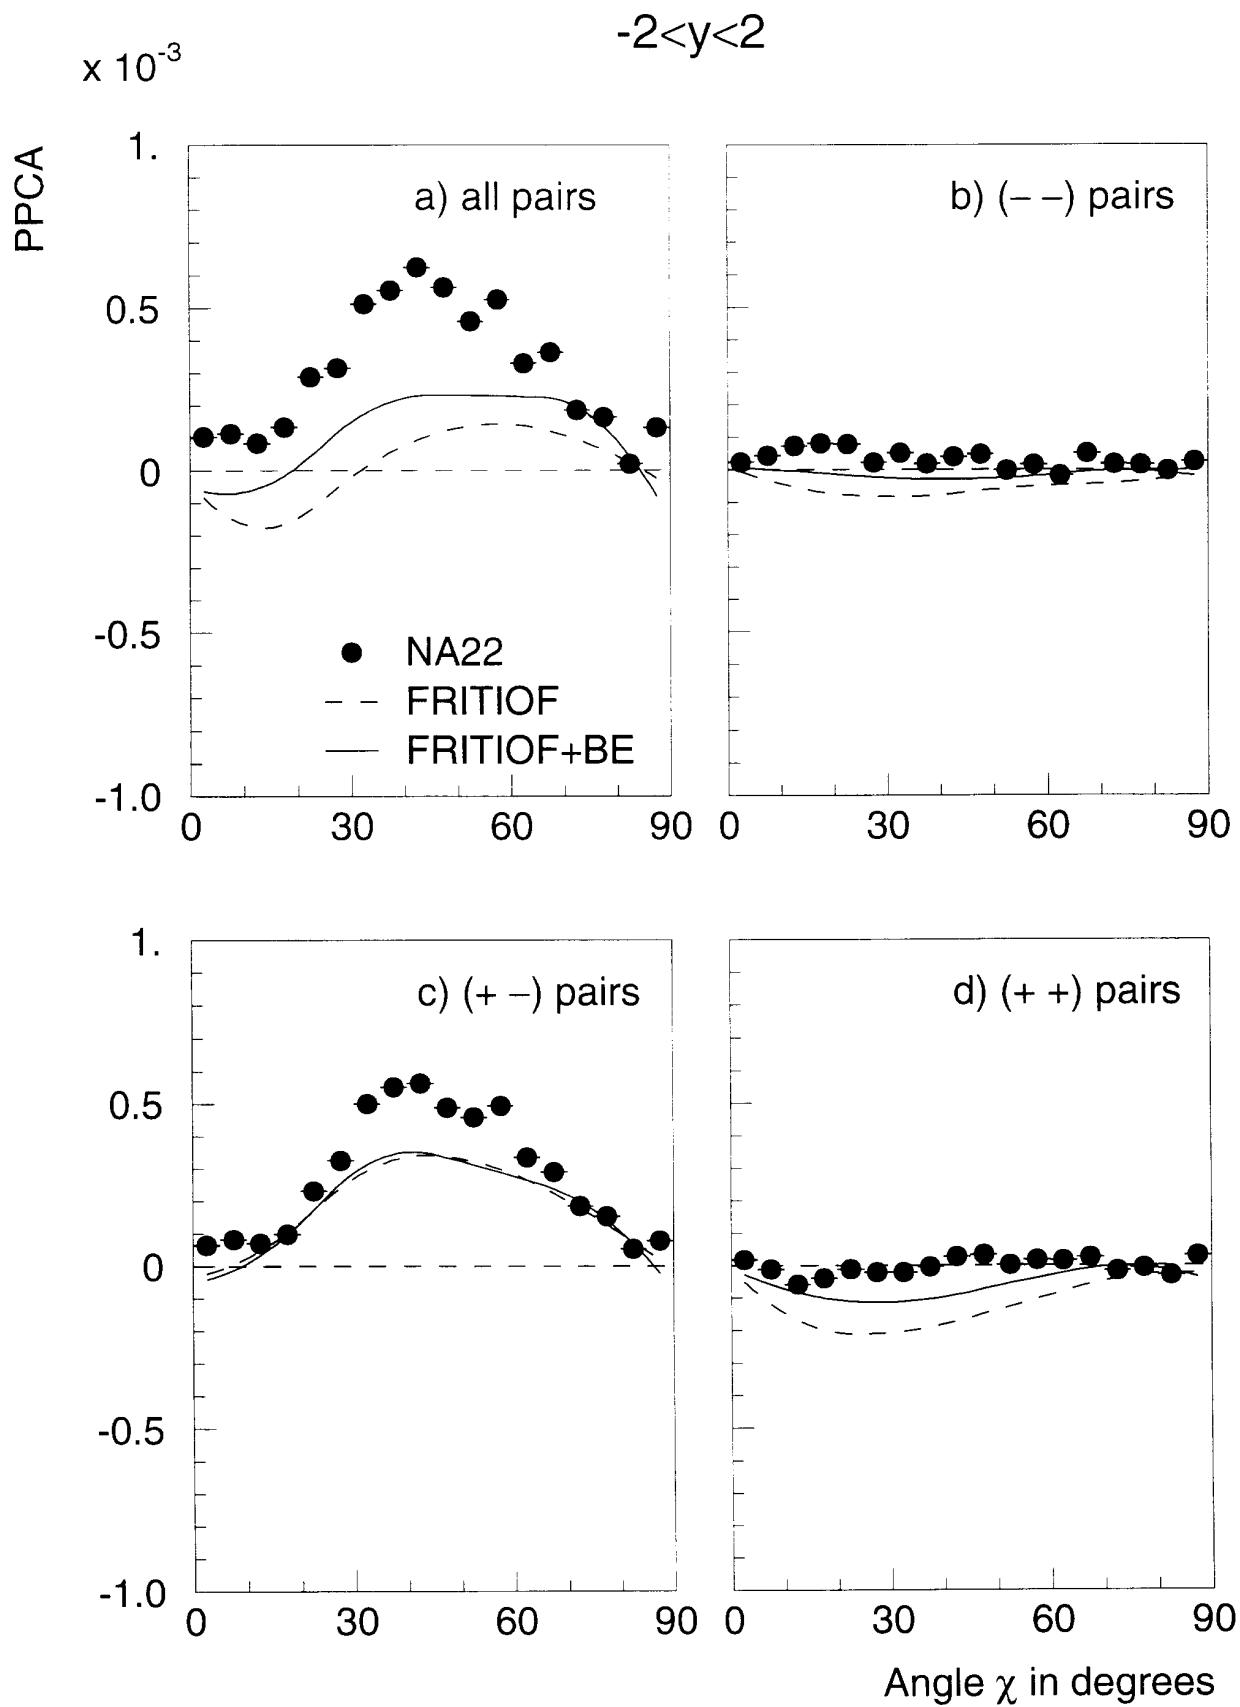 -2<y<2
x 10-3
PPCA
1.
0.5
0
-0.5
-1.0
a) all pairs
NA22
FRITIOF
FRITIOF+BE
0 30 60 90
b) (– –) pairs
0 30 60 90
1.
0.5
0
-0.5
-1.0
c) (+ –) pairs
0 30 60 90
d) (+ +) pairs
0 30 60 90
Angle χ in degrees